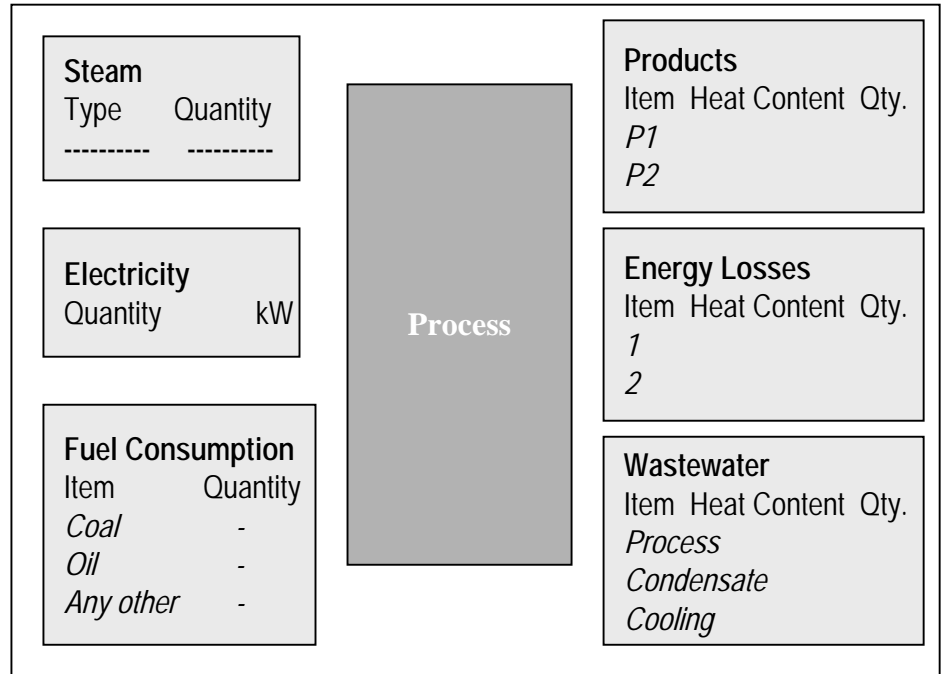 Steam
Type Quantity
---------- ----------
Electricity
Quantity kW
Fuel Consumption
Item Quantity
Coal -
Oil -
Any other -
Process
Products
Item Heat Content Qty.
P1
P2
Energy Losses
Item Heat Content Qty.
1
2
Wastewater
Item Heat Content Qty.
Process
Condensate
Cooling